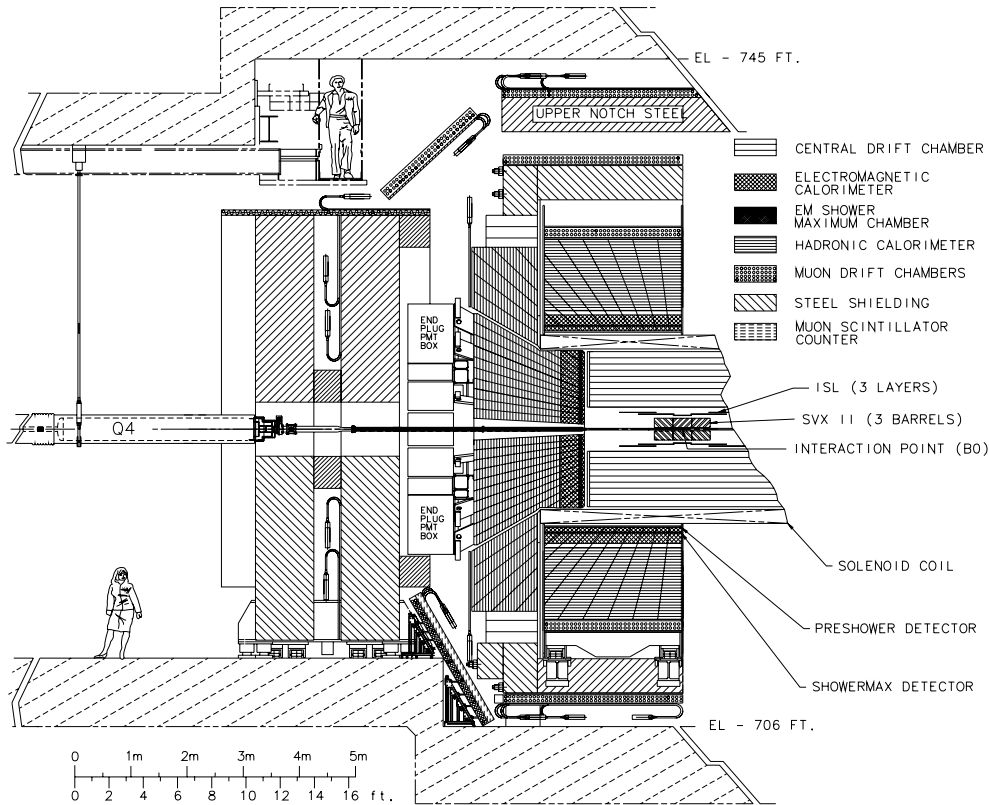 EL - 745 FT.
UPPER NOTCH STEEL
CENTRAL DRIFT CHAMBER
ELECTROMAGNETIC
CALORIMETER
EM SHOWER
MAXIMUM CHAMBER
HADRONIC CALORIMETER
MUON DRIFT CHAMBERS
STEEL SHIELDING
MUON SCINTILLATOR
COUNTER
END
PLUG
PMT
BOX
ISL (3 LAYERS)
Q4
SVX II (3 BARRELS)
INTERACTION POINT (B0)
END
PLUG
PMT
BOX
SOLENOID COIL
PRESHOWER DETECTOR
SHOWERMAX DETECTOR
EL - 706 FT.
0 1m 2m 3m 4m 5m
0 2 4 6 8 10 12 14 16 ft.